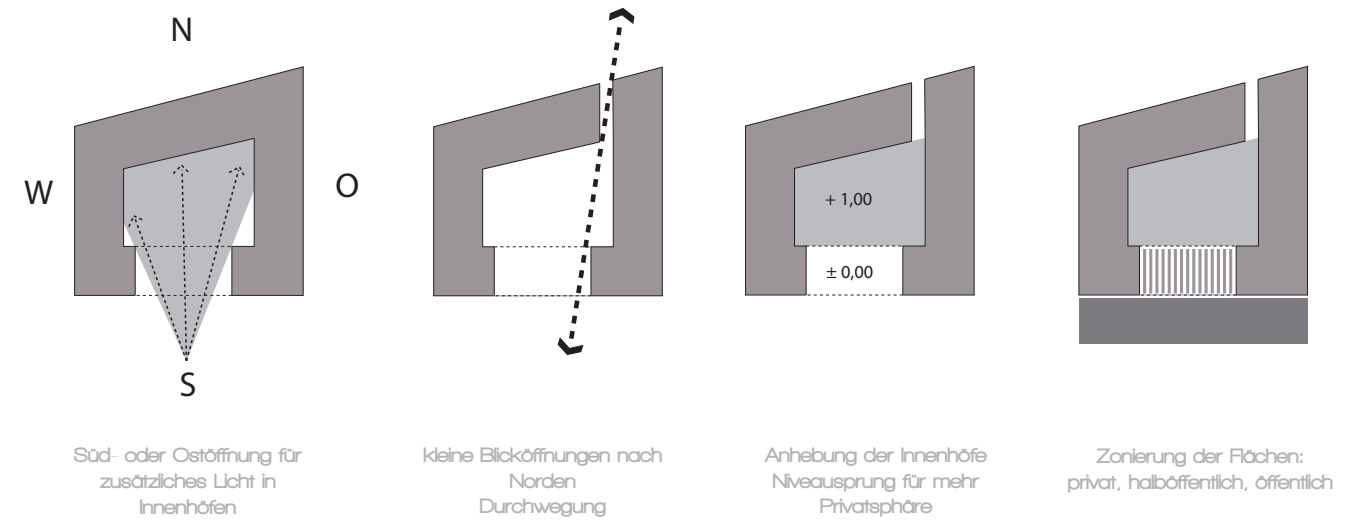 N
W
O
S
+ 1,00
± 0,00
Süd- oder Ostöffnung für
zusätzliches Licht in
Innenhöfen
kleine Blicköffnungen nach
Norden
Durchwegung
Anhebung der Innenhöfe
Niveausprung für mehr
Privatsphäre
Zonierung der Flächen:
privat, halböffentlich, öffentlich